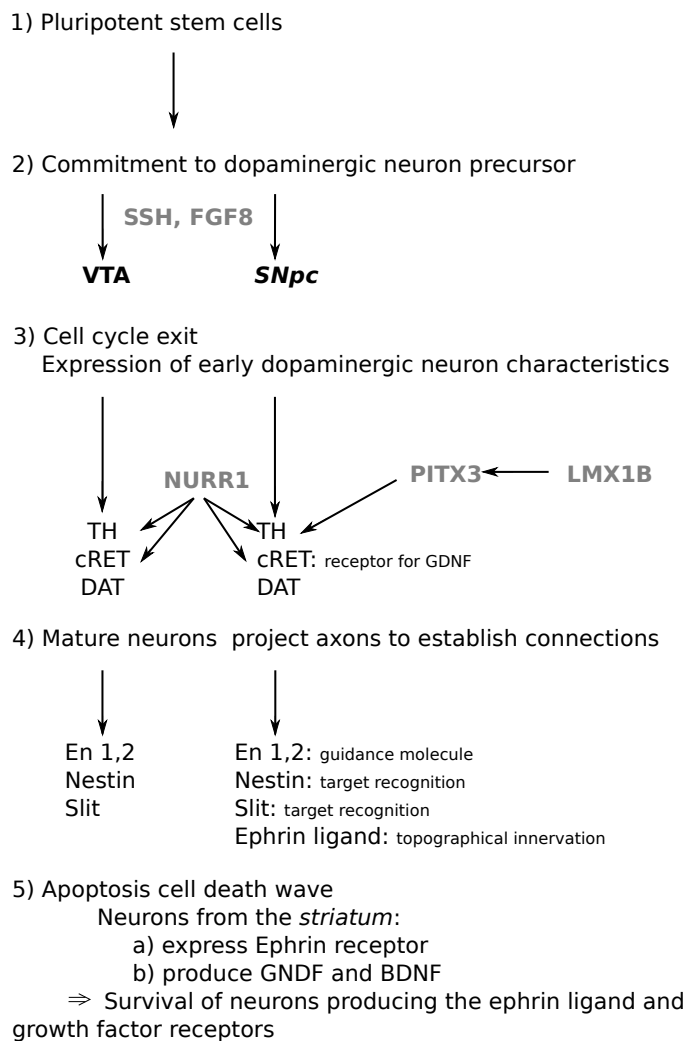 1) Pluripotent stem cells
2) Commitment to dopaminergic neuron precursor
SSH, FGF8
VTA SNpc
3) Cell cycle exit
Expression of early dopaminergic neuron characteristics
NURR1 PITX3 LMX1B
TH TH
cRET cRET: receptor for GDNF
DAT DAT
4) Mature neurons project axons to establish connections
En 1,2 En 1,2: guidance molecule
Nestin Nestin: target recognition
Slit Slit: target recognition
Ephrin ligand: topographical innervation
5) Apoptosis cell death wave
Neurons from the striatum:
a) express Ephrin receptor
b) produce GNDF and BDNF
⇒ Survival of neurons producing the ephrin ligand and
growth factor receptors